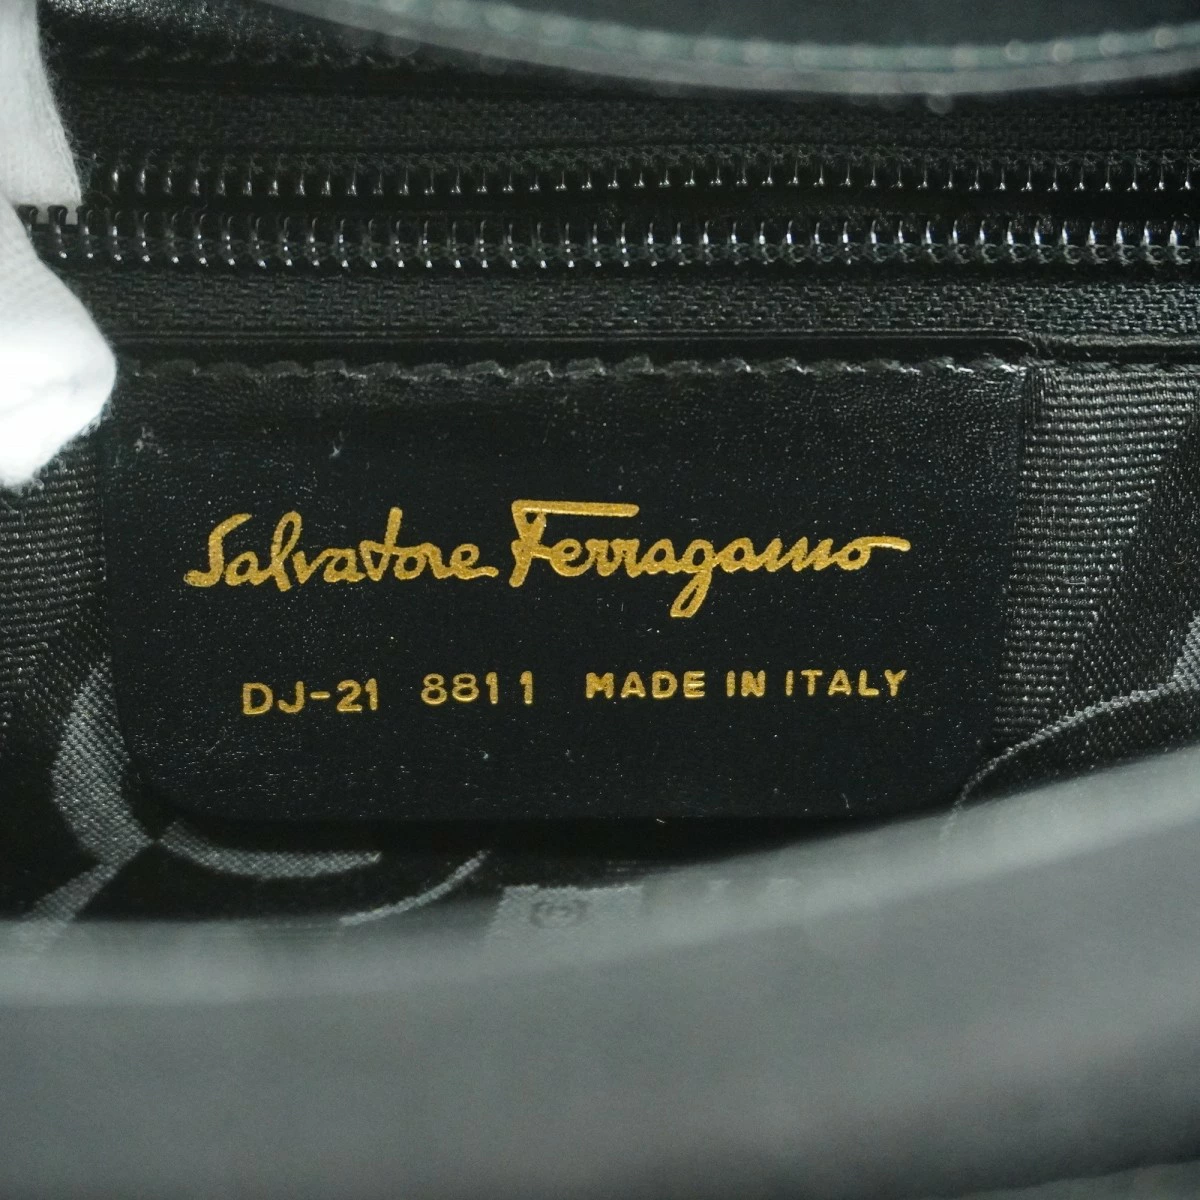 Salvatore Ferragamo
DJ-21 8811 MADE IN ITALY